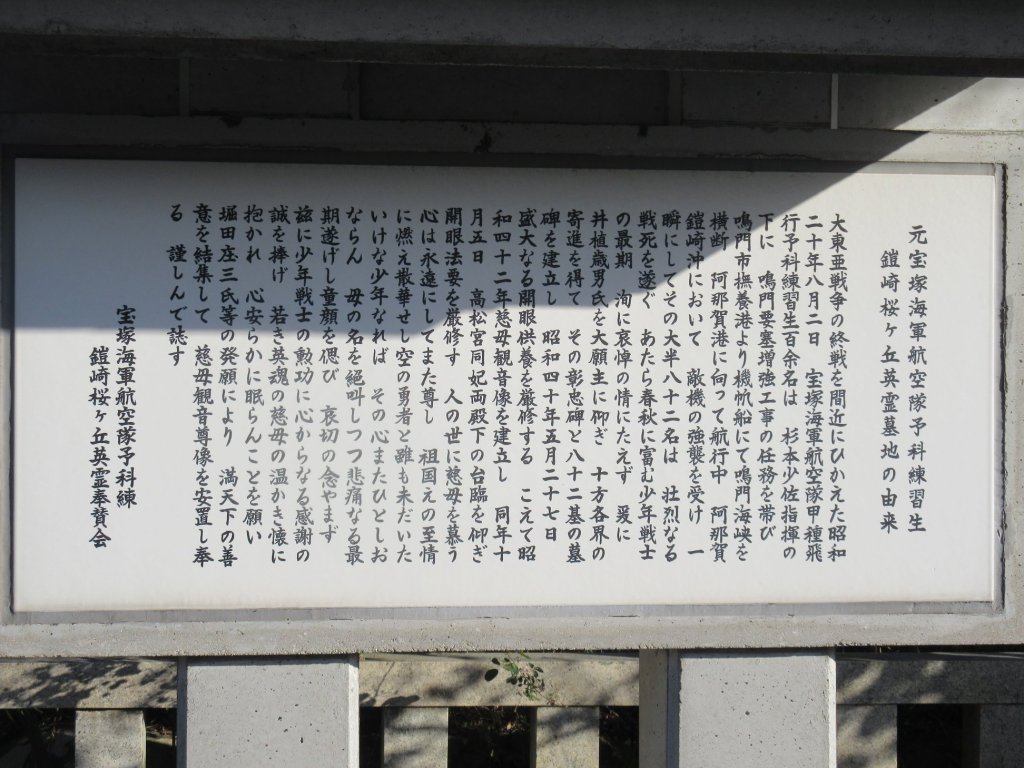 元宝塚海軍航空隊予科練習生
鎧崎桜ヶ丘英霊墓地の由来
大東亜戦争の終戦を間近にひかえた昭和
二十年八月二日　宝塚海軍航空隊甲種飛
行予科練習生百余名は　杉本少佐指揮の
下に　鳴門要塞増強工事の任務を帯び
鳴門市撫養港より機帆船にて鳴門海峡を
横断　阿那賀港に向って航行中　阿那賀
鎧崎沖において　敵機の強襲を受け　一
瞬にしてその大半八十二名は　壮烈なる
戦死を遂ぐ　あたら春秋に富む少年戦士
の最期　洵に哀悼の情にたえず　爰に
井植歳男氏を大願主に仰ぎ　十方各界の
寄進を得て　その彰忠碑と八十二基の墓
碑を建立し　昭和四十年五月二十七日
盛大なる開眼供養を厳修する　こえて昭
和四十二年慈母観音像を建立し　同年十
月五日　高松宮同妃両殿下の台臨を仰ぎ
開眼法要を厳修す　人の世に慈母を慕う
心は永遠にしてまた尊し　祖国えの至情
に燃え散華せし空の勇者と雖も未だいた
いけな少年なれば　その心またひとしお
ならん　母の名を絶叫しつつ悲痛なる最
期遂げし童顔を偲び　哀切の念やまず
茲に少年戦士の勲功に心からなる感謝の
誠を捧げ　若き英魂の慈母の温かき懐に
抱かれ　心安らかに眠らんことを願い
堀田庄三氏等の発願により　満天下の善
意を結集して　慈母観音尊像を安置し奉
る　謹しんで誌す
宝塚海軍航空隊予科練
鎧崎桜ヶ丘英霊奉賛会